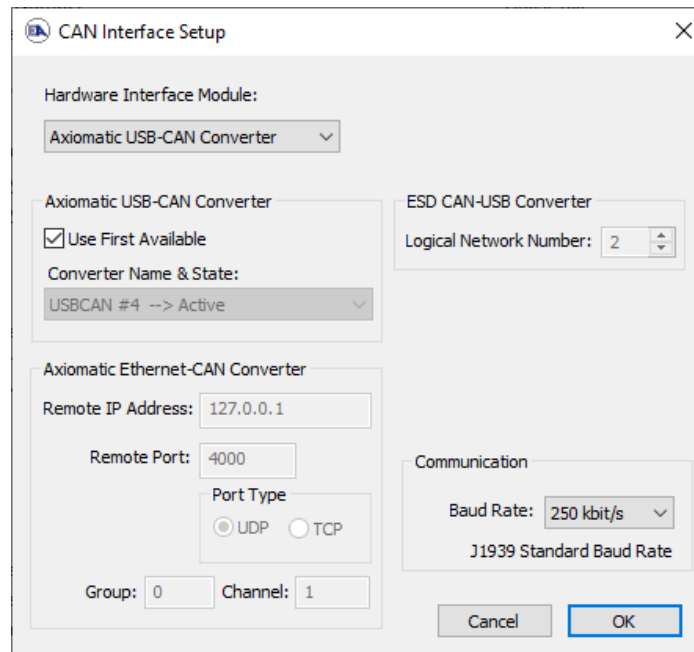 CAN Interface Setup
Hardware Interface Module:
Axiomatic USB-CAN Converter
Axiomatic USB-CAN Converter
Use First Available
Converter Name & State:
USBCAN #4 --> Active
ESD CAN-USB Converter
Logical Network Number: 2
Axiomatic Ethernet-CAN Converter
Remote IP Address: 127.0.0.1
Remote Port: 4000
Port Type
UDP TCP
Group: 0 Channel: 1
Communication
Baud Rate: 250 kbit/s
J1939 Standard Baud Rate
Cancel OK